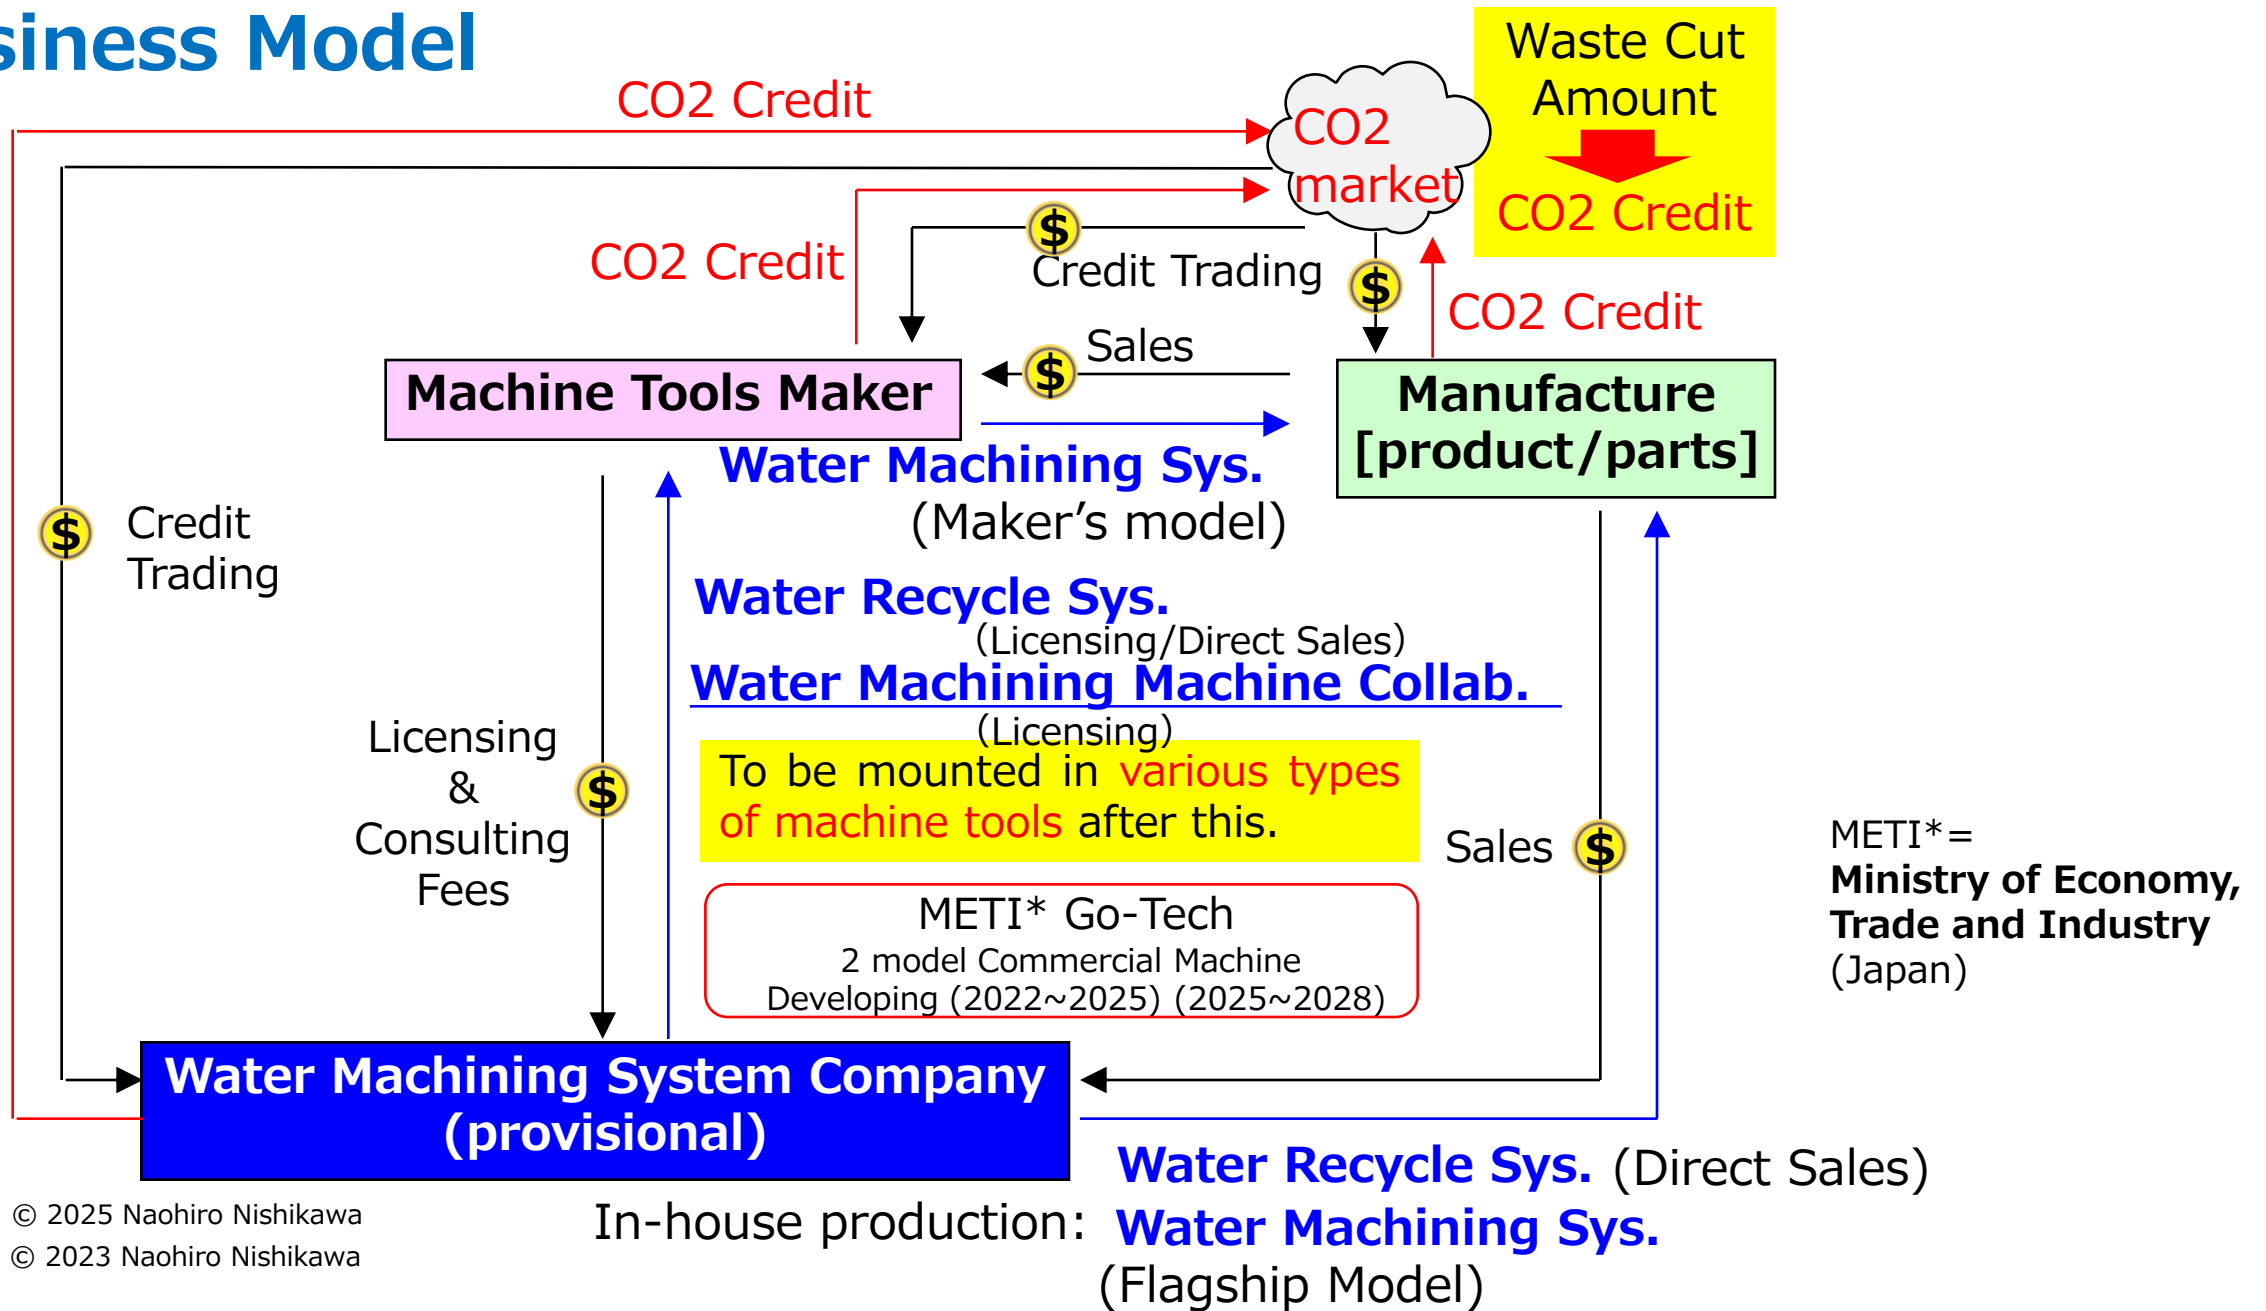 siness Model
Waste Cut
Amount
CO2 Credit
CO2 Credit
CO2
market
$
CO2 Credit
Credit Trading
$
CO2 Credit
Sales
$
Machine Tools Maker
Manufacture
[product/parts]
Water Machining Sys.
(Maker’s model)
$
Credit
Trading
Water Recycle Sys.
(Licensing/Direct Sales)
Water Machining Machine Collab.
(Licensing)
Licensing
&
Consulting
Fees
$
To be mounted in various types
of machine tools after this.
Sales $
METI*=
Ministry of Economy,
Trade and Industry
(Japan)
METI* Go-Tech
2 model Commercial Machine
Developing (2022~2025) (2025~2028)
Water Machining System Company
(provisional)
Water Recycle Sys. (Direct Sales)
In-house production: Water Machining Sys.
(Flagship Model)
© 2025 Naohiro Nishikawa
© 2023 Naohiro Nishikawa